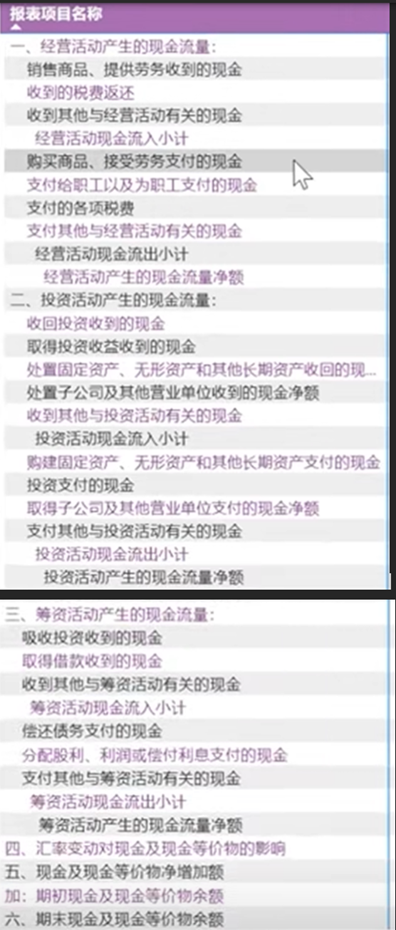 报表项目名称
一、经营活动产生的现金流量：
销售商品、提供劳务收到的现金
收到的税费返还
收到其他与经营活动有关的现金
经营活动现金流入小计
购买商品、接受劳务支付的现金
支付给职工以及为职工支付的现金
支付的各项税费
支付其他与经营活动有关的现金
经营活动现金流出小计
经营活动产生的现金流量净额
二、投资活动产生的现金流量：
收回投资收到的现金
取得投资收益收到的现金
处置固定资产、无形资产和其他长期资产收回的现...
处置子公司及其他营业单位收到的现金净额
收到其他与投资活动有关的现金
投资活动现金流入小计
购建固定资产、无形资产和其他长期资产支付的现金
投资支付的现金
取得子公司及其他营业单位支付的现金净额
支付其他与投资活动有关的现金
投资活动现金流出小计
投资活动产生的现金流量净额
三、筹资活动产生的现金流量：
吸收投资收到的现金
取得借款收到的现金
收到其他与筹资活动有关的现金
筹资活动现金流入小计
偿还债务支付的现金
分配股利、利润或偿付利息支付的现金
支付其他与筹资活动有关的现金
筹资活动现金流出小计
筹资活动产生的现金流量净额
四、汇率变动对现金及现金等价物的影响
五、现金及现金等价物净增加额
加：期初现金及现金等价物余额
六、期末现金及现金等价物余额